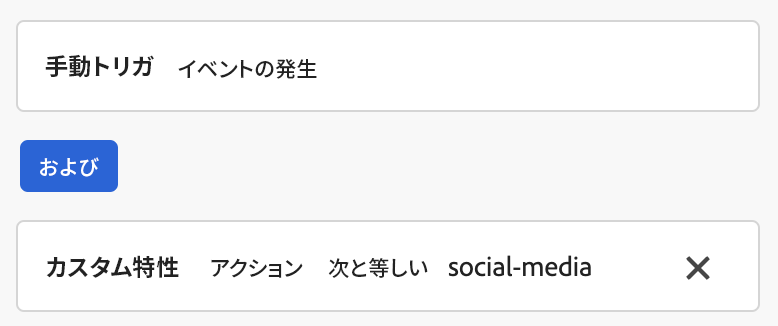 手動トリガ イベントの発生
および
カスタム特性 アクション 次と等しい social-media